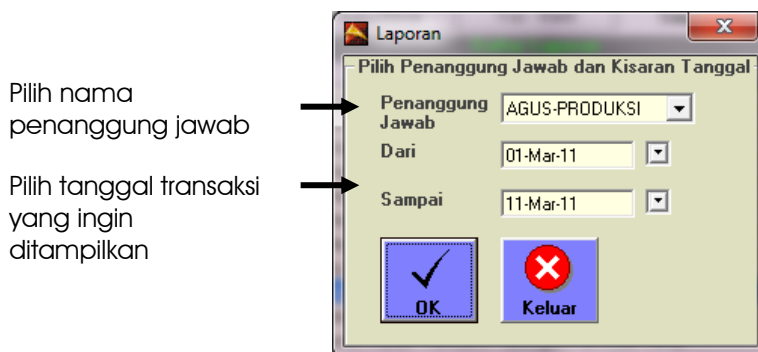 Laporan
Pilih Penanggung Jawab dan Kisaran Tanggal
Pilih nama
penanggung jawab
Penanggung
Jawab
AGUS-PRODUKSI
Dari
01-Mar-11
Pilih tanggal transaksi
yang ingin
ditampilkan
Sampai
11-Mar-11
OK
Keluar